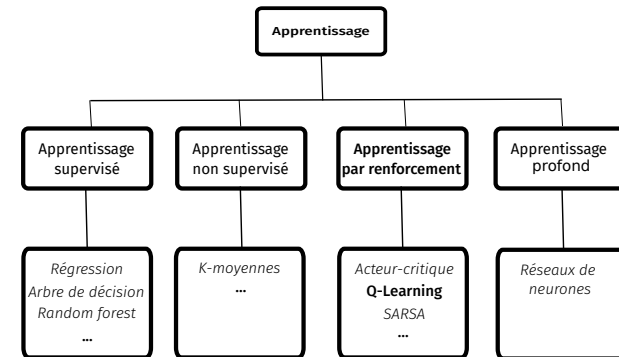 Apprentissage
Apprentissage
supervisé
Apprentissage
non supervisé
Apprentissage
par renforcement
Apprentissage
profond
Régression
Arbre de décision
Random forest
...
K-moyennes
...
Acteur-critique
Q-Learning
SARSA
...
Réseaux de
neurones